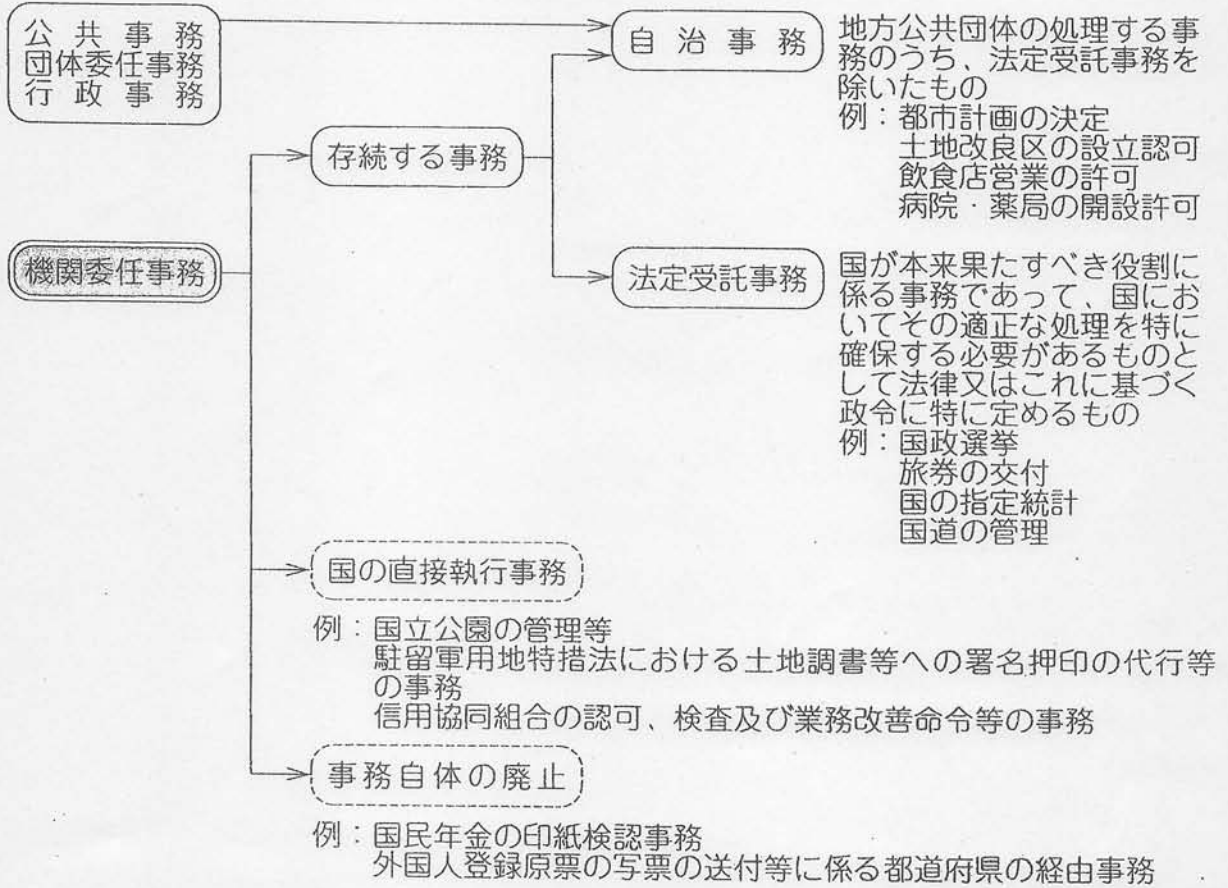 公共事務
団体委任事務
行政事務
自治事務
地方公共団体の処理する事
務のうち、法定受託事務を
除いたもの
例：都市計画の決定
土地改良区の設立認可
飲食店営業の許可
病院・薬局の開設許可
存続する事務
機関委任事務
法定受託事務
国が本来果たすべき役割に
係る事務であって、国にお
いてその適正な処理を特に
確保する必要があるものと
して法律又はこれに基づく
政令に特に定めるもの
例：国政選挙
旅券の交付
国の指定統計
国道の管理
国の直接執行事務
例：国立公園の管理等
駐留軍用地特措法における土地調書等への署名押印の代行等
の事務
信用協同組合の認可、検査及び業務改善命令等の事務
事務自体の廃止
例：国民年金の印紙検認事務
外国人登録原票の写票の送付等に係る都道府県の経由事務